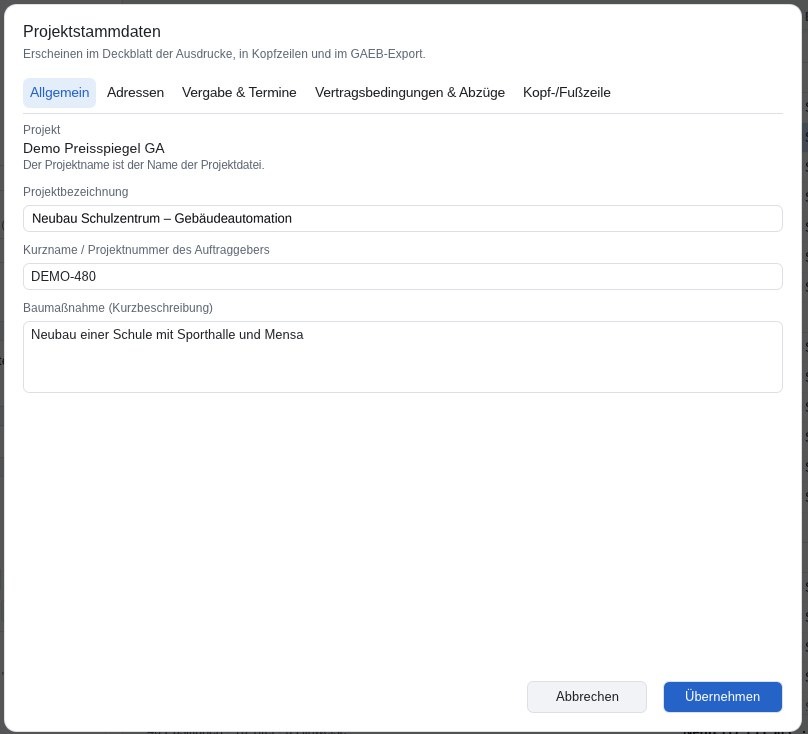 Projektstammdaten
Erscheinen im Deckblatt der Ausdrucke, in Kopfzeilen und im GAEB-Export.
Allgemein Adressen Vergabe & Termine Vertragsbedingungen & Abzüge Kopf-/Fußzeile
Projekt
Demo Preisspiegel GA
Der Projektname ist der Name der Projektdatei.
Projektbezeichnung
Neubau Schulzentrum – Gebäudeautomation
Kurzname / Projektnummer des Auftraggebers
DEMO-480
Baumaßnahme (Kurzbeschreibung)
Neubau einer Schule mit Sporthalle und Mensa
Abbrechen Übernehmen